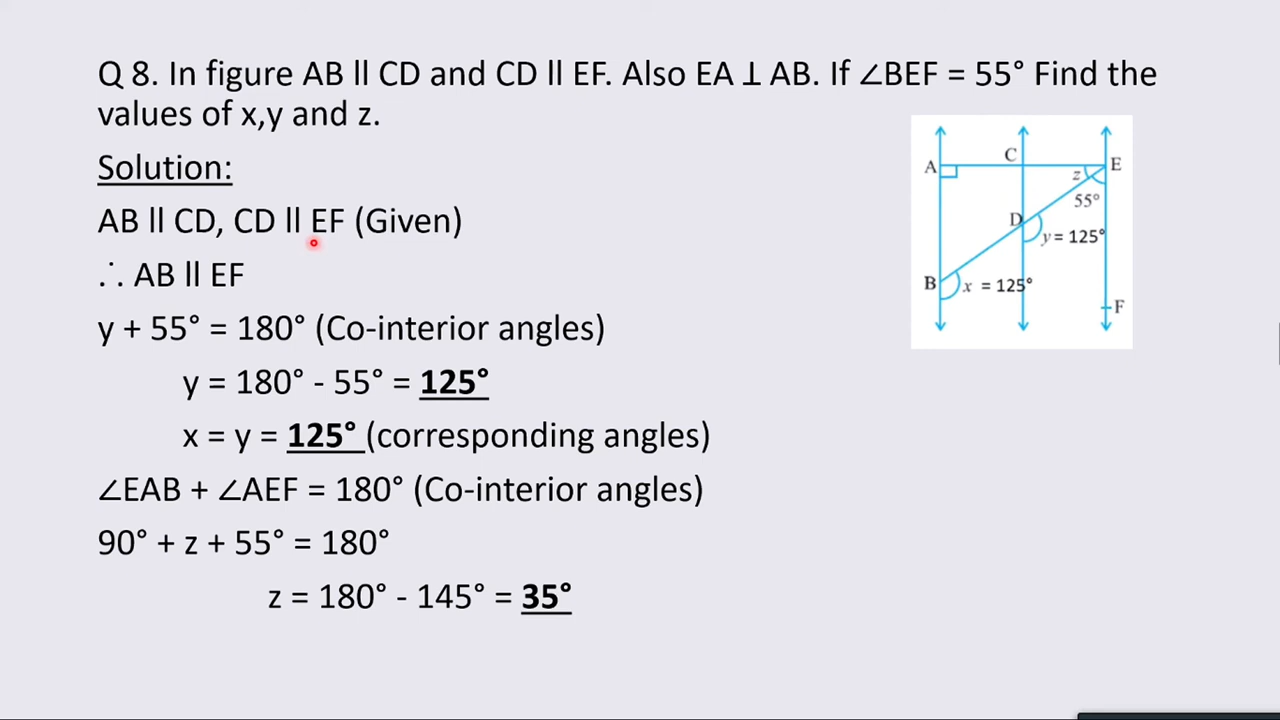 Q 8. In figure AB ll CD and CD ll EF. Also EA ⊥ AB. If ∠BEF = 55° Find the
values of x,y and z.
Solution:
AB ll CD, CD ll EF (Given)
∴ AB ll EF
y + 55° = 180° (Co-interior angles)
y = 180° - 55° = 125°
x = y = 125° (corresponding angles)
∠EAB + ∠AEF = 180° (Co-interior angles)
90° + z + 55° = 180°
z = 180° - 145° = 35°
C
A
E
z
55°
D
y = 125°
B
x = 125°
F